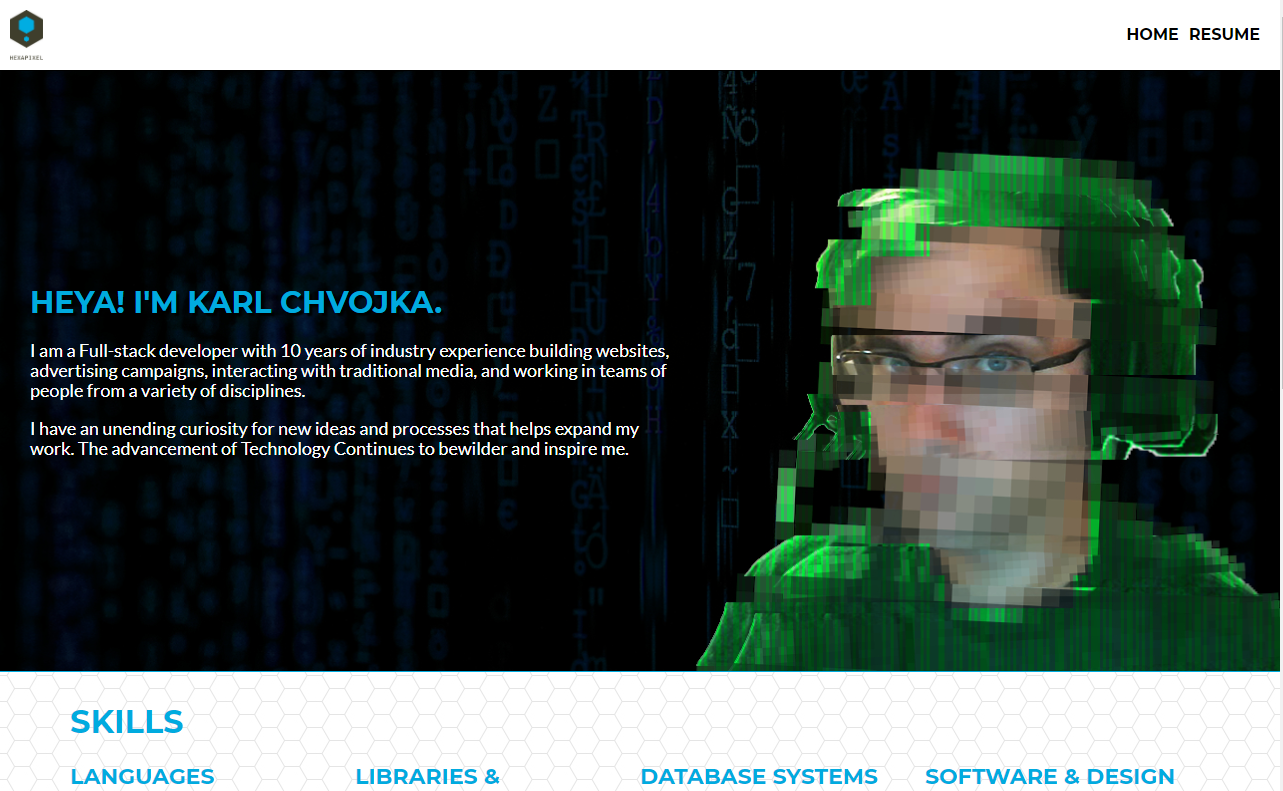 HEXAPIXEL
HOME RESUME
HEYA! I'M KARL CHVOJKA.
I am a Full-stack developer with 10 years of industry experience building websites,
advertising campaigns, interacting with traditional media, and working in teams of
people from a variety of disciplines.
I have an unending curiosity for new ideas and processes that helps expand my
work. The advancement of Technology Continues to bewilder and inspire me.
SKILLS
LANGUAGES
LIBRARIES &
DATABASE SYSTEMS
SOFTWARE & DESIGN